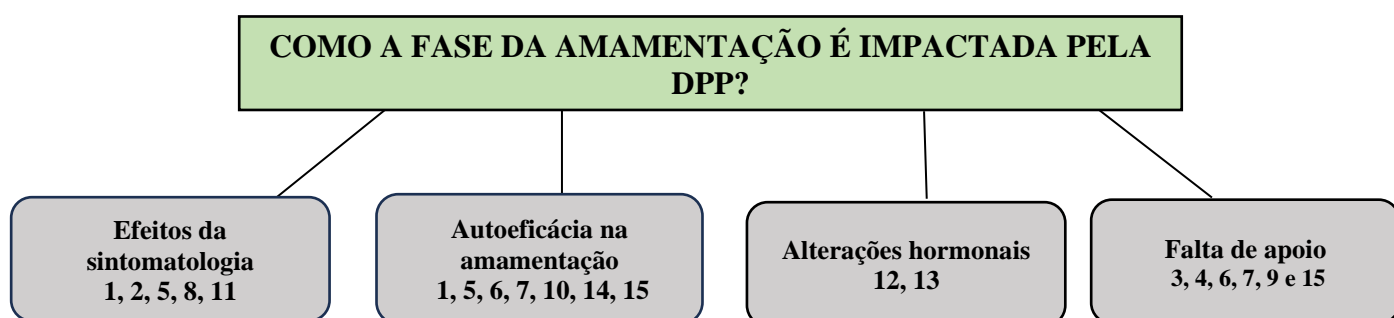 COMO A FASE DA AMAMENTAÇÃO É IMPACTADA PELA
DPP?
Efeitos da
sintomatologia
1, 2, 5, 8, 11
Autoeficácia na
amamentação
1, 5, 6, 7, 10, 14, 15
Alterações hormonais
12, 13
Falta de apoio
3, 4, 6, 7, 9 e 15